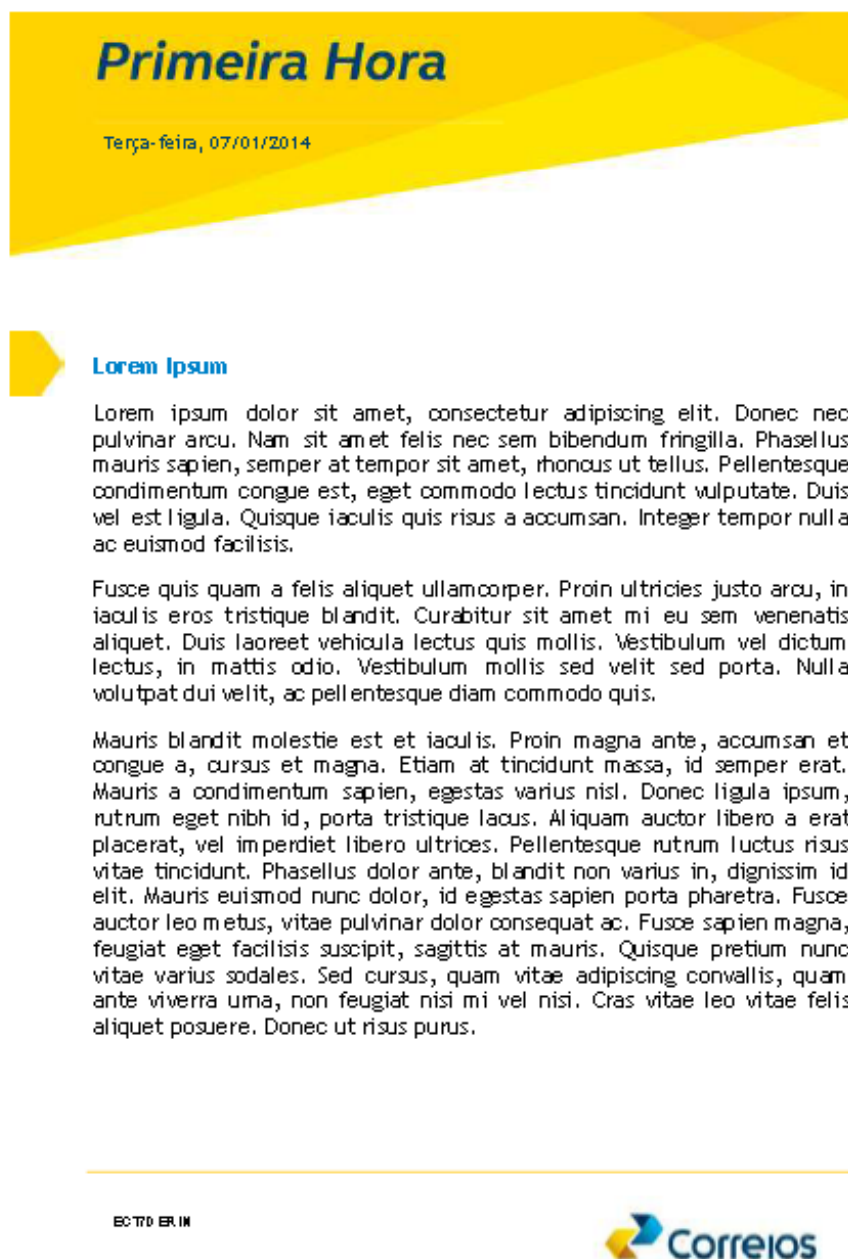 Primeira Hora
Terça-feira, 07/01/2014
Lorem Ipsum
Lorem ipsum dolor sit amet, consectetur adipiscing elit. Donec nec
pulvinar arcu. Nam sit amet felis nec sem bibendum fringilla. Phasellus
mauris sapien, semper at tempor sit amet, rhoncus ut tellus. Pellentesque
condimentum congue est, eget commodo lectus tincidunt vulputate. Duis
vel est ligula. Quisque iaculis quis risus a accumsan. Integer tempor nulla
ac euismod facilisis.
Fusce quis quam a felis aliquet ullamcorper. Proin ultricies justo arcu, in
iaculis eros tristique blandit. Curabitur sit amet mi eu sem venenatis
aliquet. Duis laoreet vehicula lectus quis mollis. Vestibulum vel dictum
lectus, in mattis odio. Vestibulum mollis sed velit sed porta. Nulla
volutpat dui velit, ac pellentesque diam commodo quis.
Mauris blandit molestie est et iaculis. Proin magna ante, accumsan et
congue a, cursus et magna. Etiam at tincidunt massa, id semper erat.
Mauris a condimentum sapien, egestas varius nisl. Donec ligula ipsum,
rutrum eget nibh id, porta tristique lacus. Aliquam auctor libero a erat
placerat, vel imperdiet libero ultrices. Pellentesque rutrum luctus risus
vitae tincidunt. Phasellus dolor ante, blandit non varius in, dignissim id
elit. Mauris euismod nunc dolor, id egestas sapien porta pharetra. Fusce
auctor leo metus, vitae pulvinar dolor consequat ac. Fusce sapien magna,
feugiat eget facilisis suscipit, sagittis at mauris. Quisque pretium nunc
vitae varius sodales. Sed cursus, quam vitae adipiscing convallis, quam
ante viverra urna, non feugiat nisi mi vel nisi. Cras vitae leo vitae felis
aliquet posuere. Donec ut risus purus.
Correios